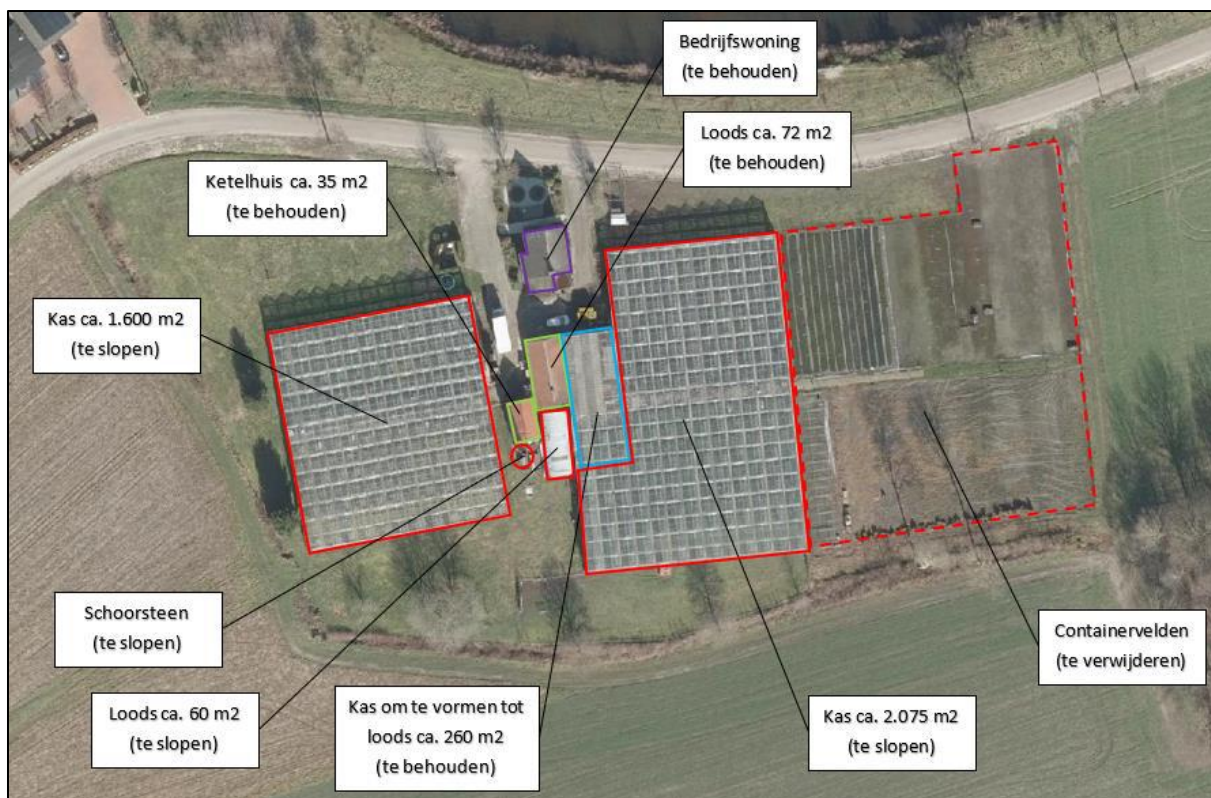 Bedrijfswoning
(te behouden)
Loods ca. 72 m2
(te behouden)
Ketelhuis ca. 35 m2
(te behouden)
Kas ca. 1.600 m2
(te slopen)
Schoorsteen
(te slopen)
Loods ca. 60 m2
(te slopen)
Kas om te vormen tot
loods ca. 260 m2
(te behouden)
Kas ca. 2.075 m2
(te slopen)
Containervelden
(te verwijderen)